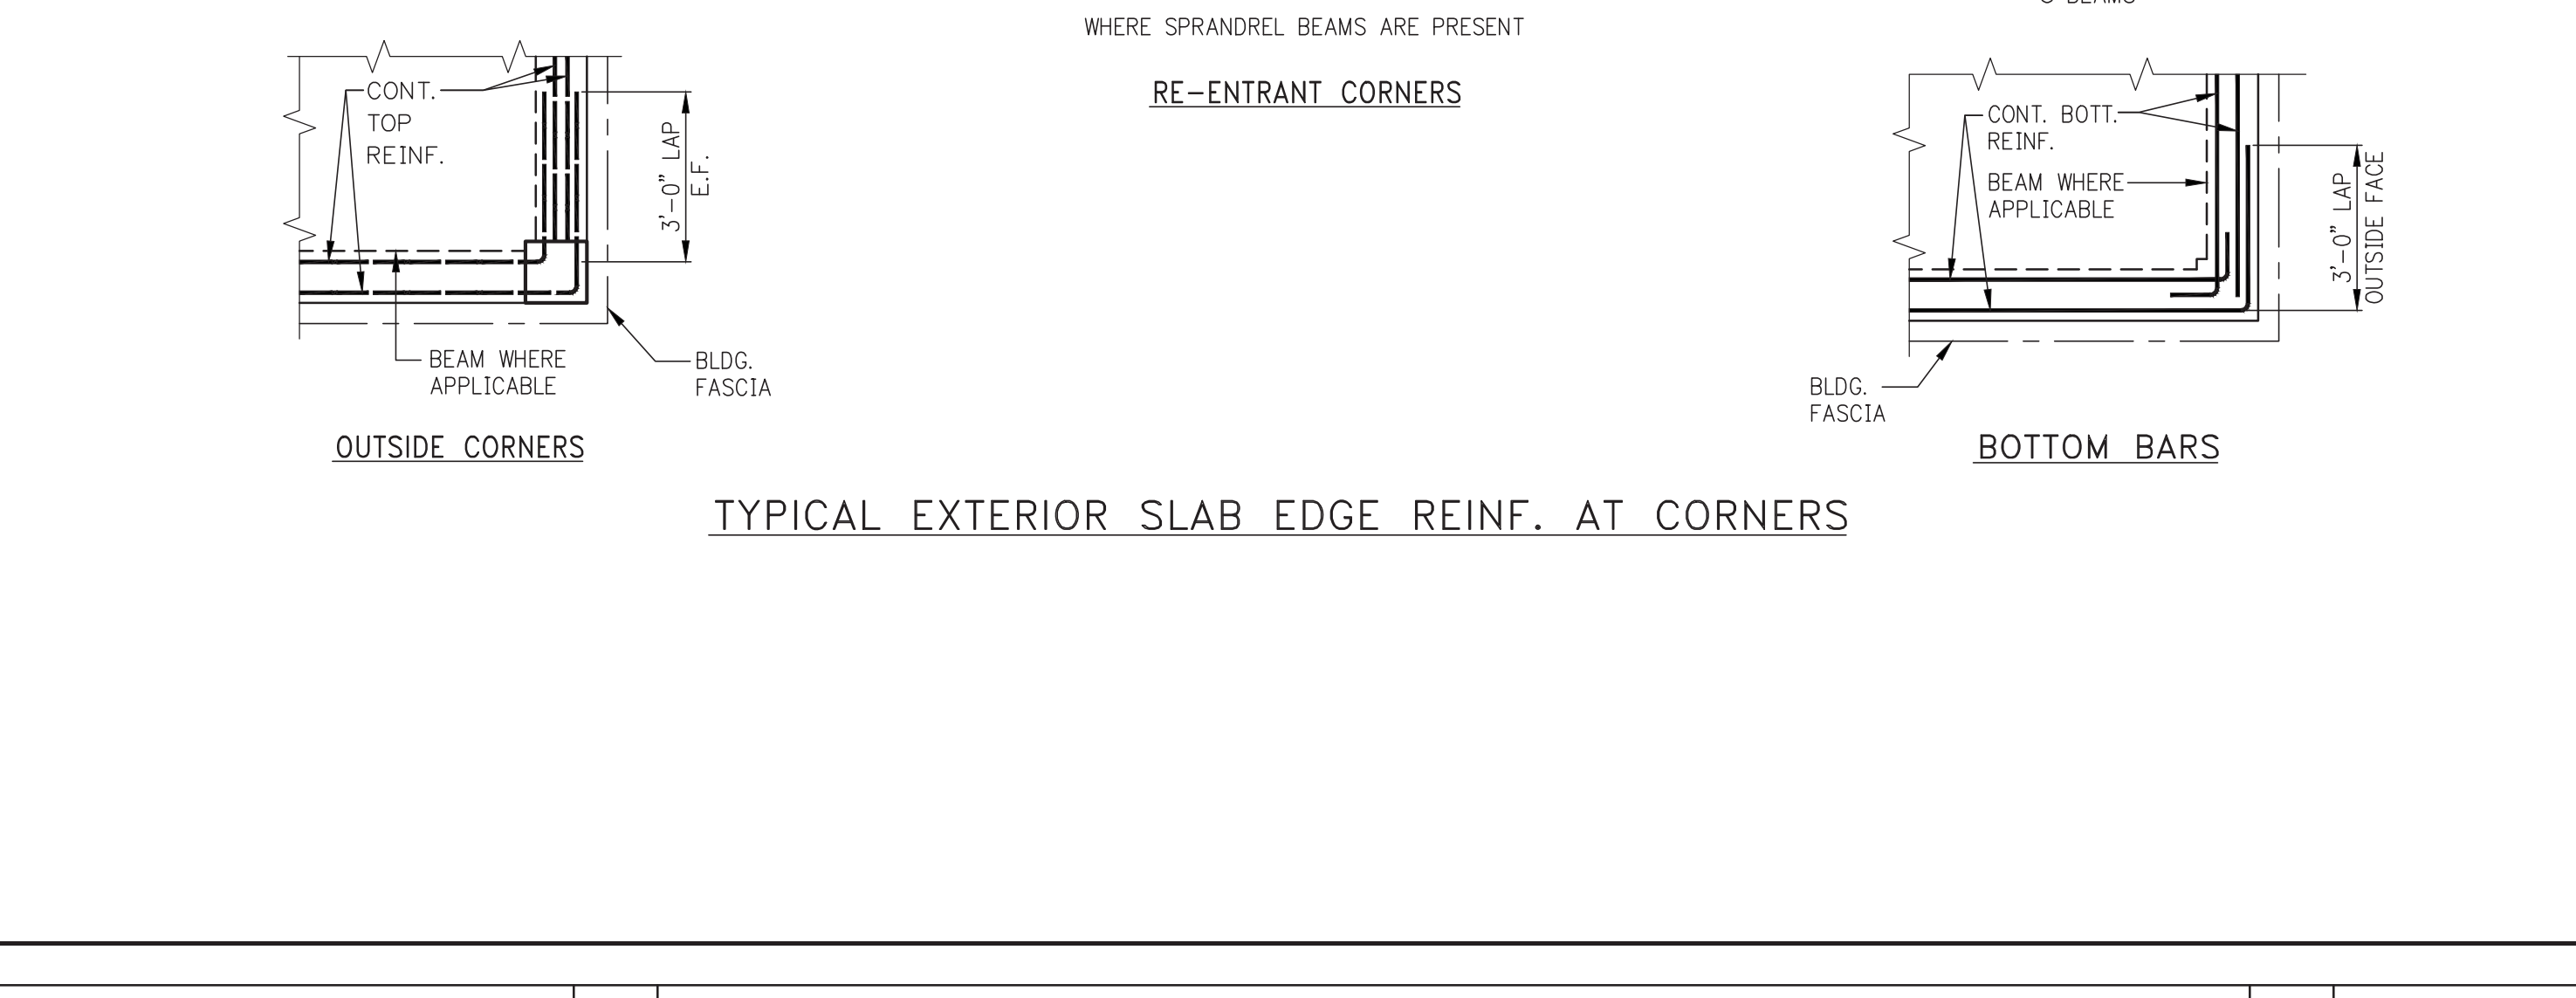 WHERE SPRANDREL BEAMS ARE PRESENT
RE-ENTRANT CORNERS
CONT.
TOP
REINF.
3'-0" LAP
E.F.
BEAM WHERE
APPLICABLE
BLDG.
FASCIA
OUTSIDE CORNERS
BEAMS
CONT. BOTT.
REINF.
BEAM WHERE
APPLICABLE
3'-0" LAP
OUTSIDE FACE
BLDG.
FASCIA
BOTTOM BARS
TYPICAL EXTERIOR SLAB EDGE REINF. AT CORNERS